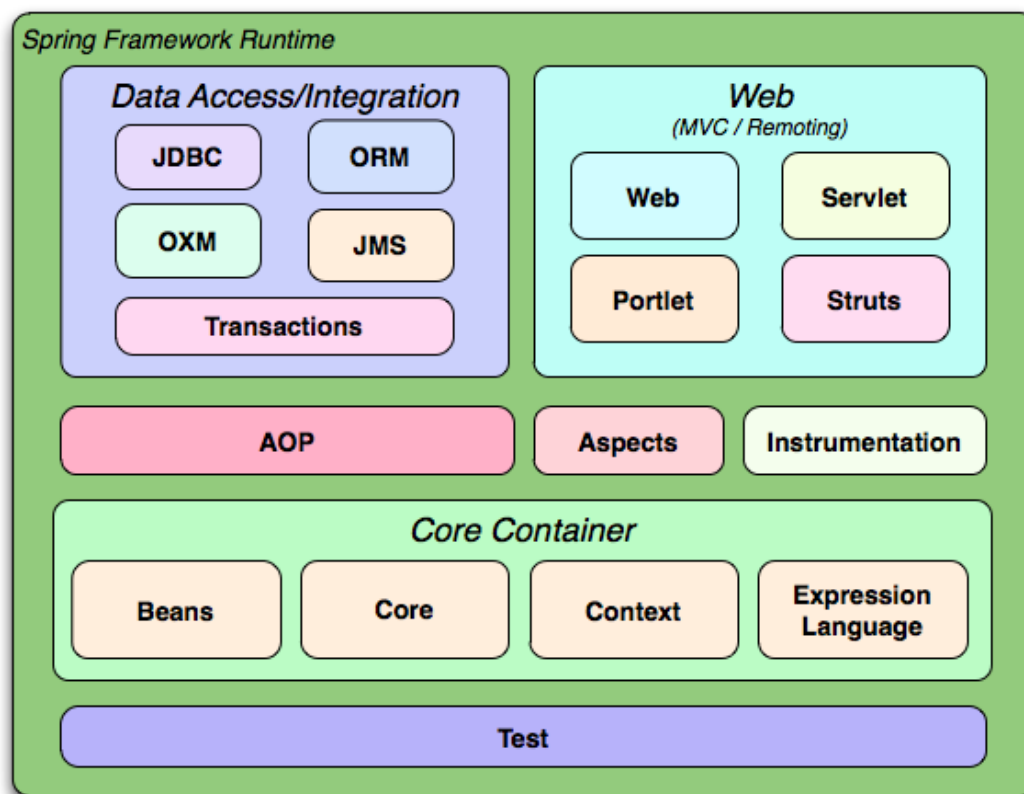 Spring Framework Runtime
Data Access/Integration
JDBC
ORM
OXM
JMS
Transactions
Web
(MVC / Remoting)
Web
Servlet
Portlet
Struts
AOP
Aspects
Instrumentation
Core Container
Beans
Core
Context
Expression
Language
Test